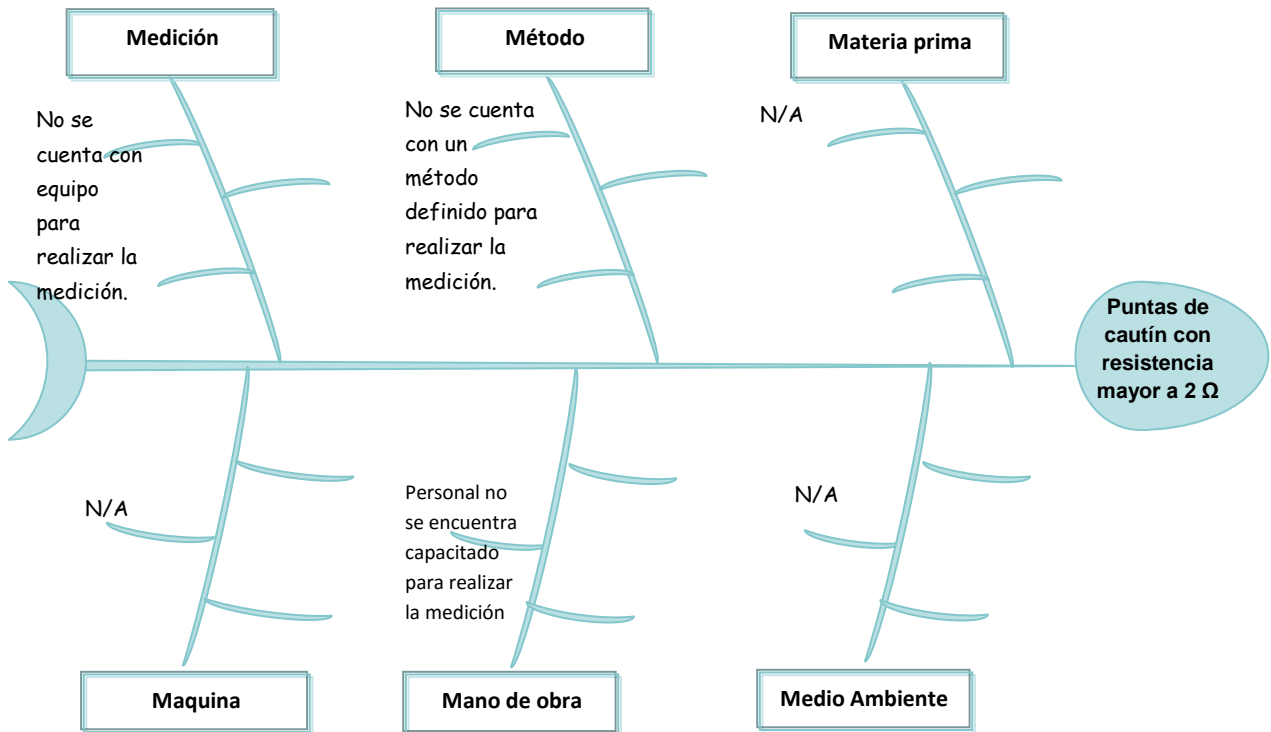 Medición
Método
Materia prima
No se
cuenta con
equipo
para
realizar la
medición.
No se cuenta
con un
método
definido para
realizar la
medición.
N/A
Puntas de
cautín con
resistencia
mayor a 2 Ω
N/A
Personal no
se encuentra
capacitado
para realizar
la medición
N/A
Maquina
Mano de obra
Medio Ambiente